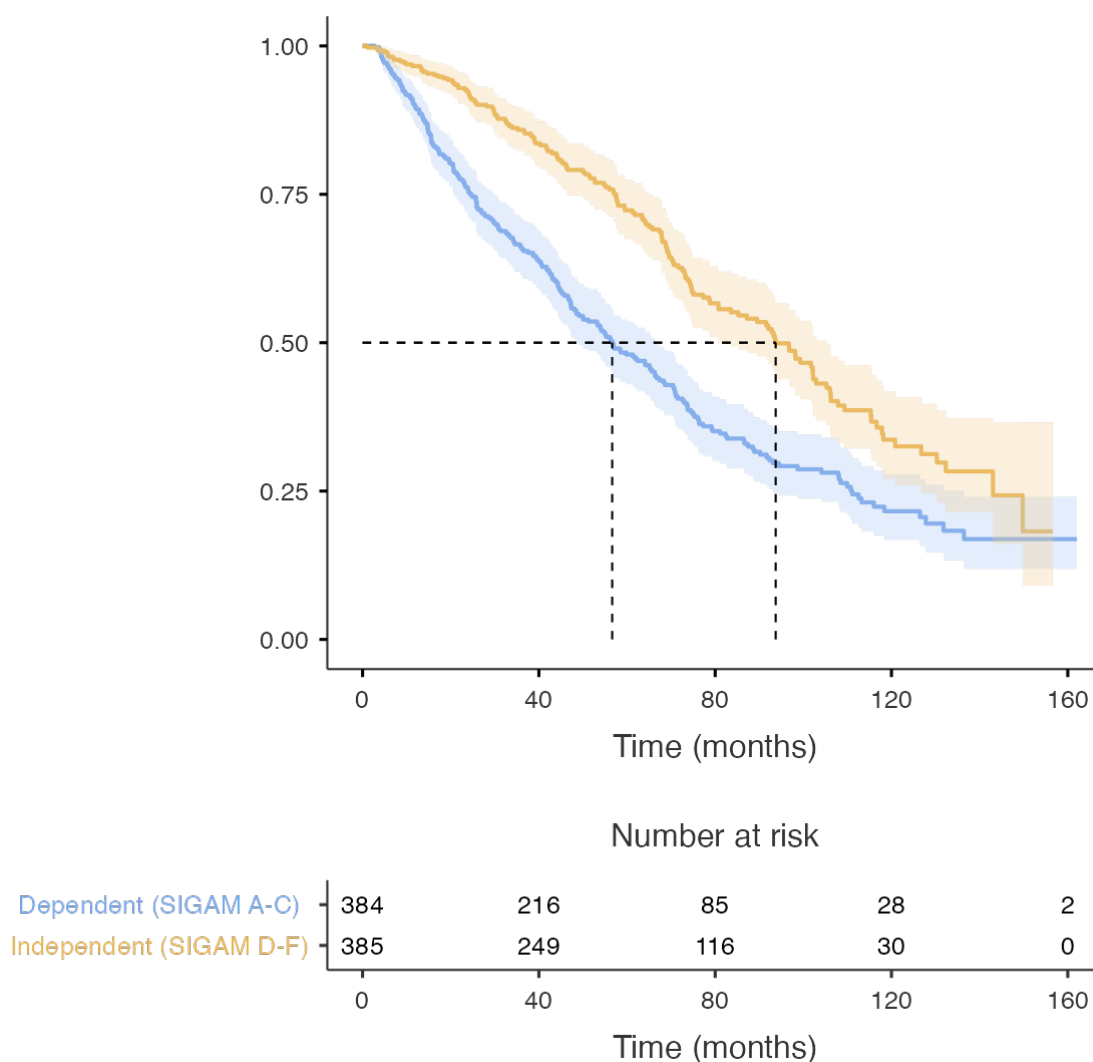 1.00
0.75
0.50
0.25
0.00
0 40 80 120 160
Time (months)
Number at risk
Dependent (SIGAM A-C) 384 216 85 28 2
Independent (SIGAM D-F) 385 249 116 30 0
0 40 80 120 160
Time (months)